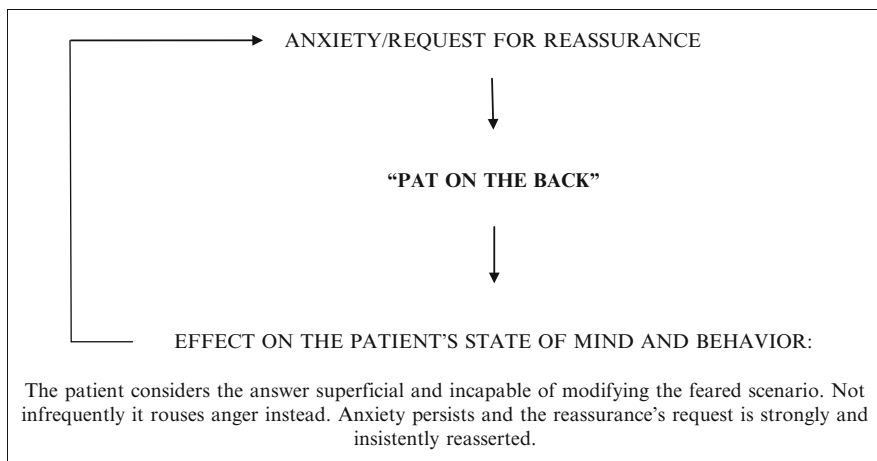 ANXIETY/REQUEST FOR REASSURANCE
“PAT ON THE BACK”
EFFECT ON THE PATIENT’S STATE OF MIND AND BEHAVIOR:
The patient considers the answer superficial and incapable of modifying the feared scenario. Not
infrequently it rouses anger instead. Anxiety persists and the reassurance’s request is strongly and
insistently reasserted.